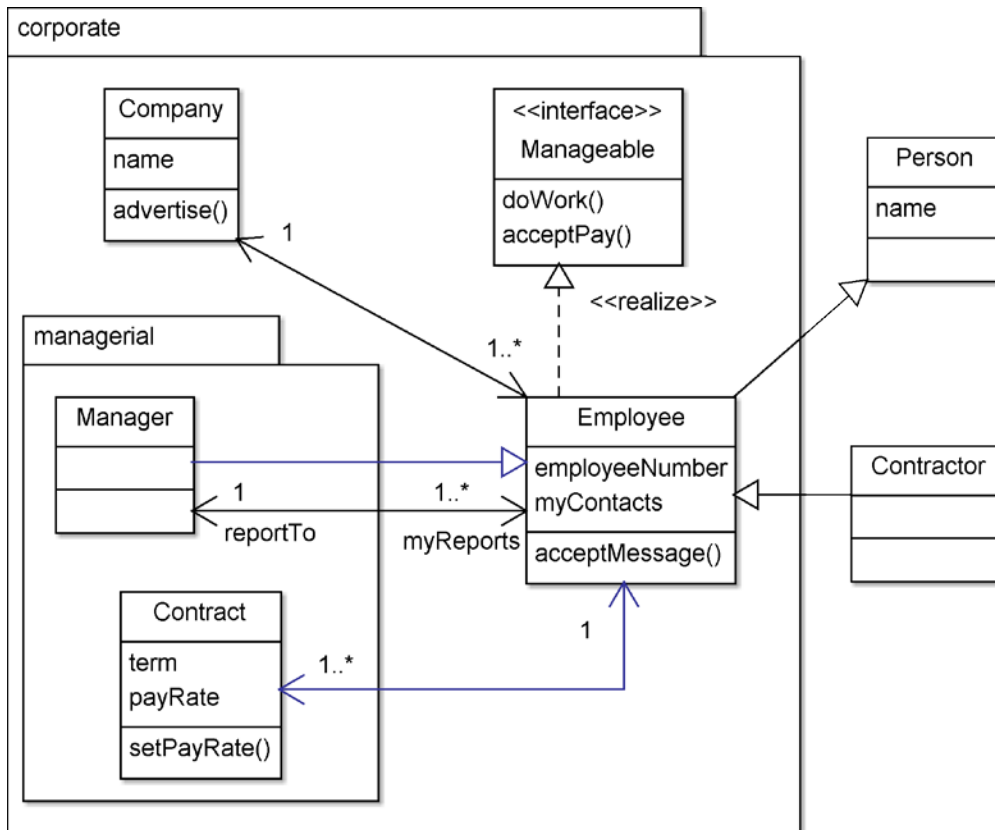 corporate
Company
name
advertise()
<<interface>>
Manageable
doWork()
acceptPay()
Person
name
1
<<realize>>
1..*
managerial
Manager
Employee
employeeNumber
myContacts
acceptMessage()
1
reportTo
1..*
myReports
Contractor
Contract
term
payRate
setPayRate()
1..*
1